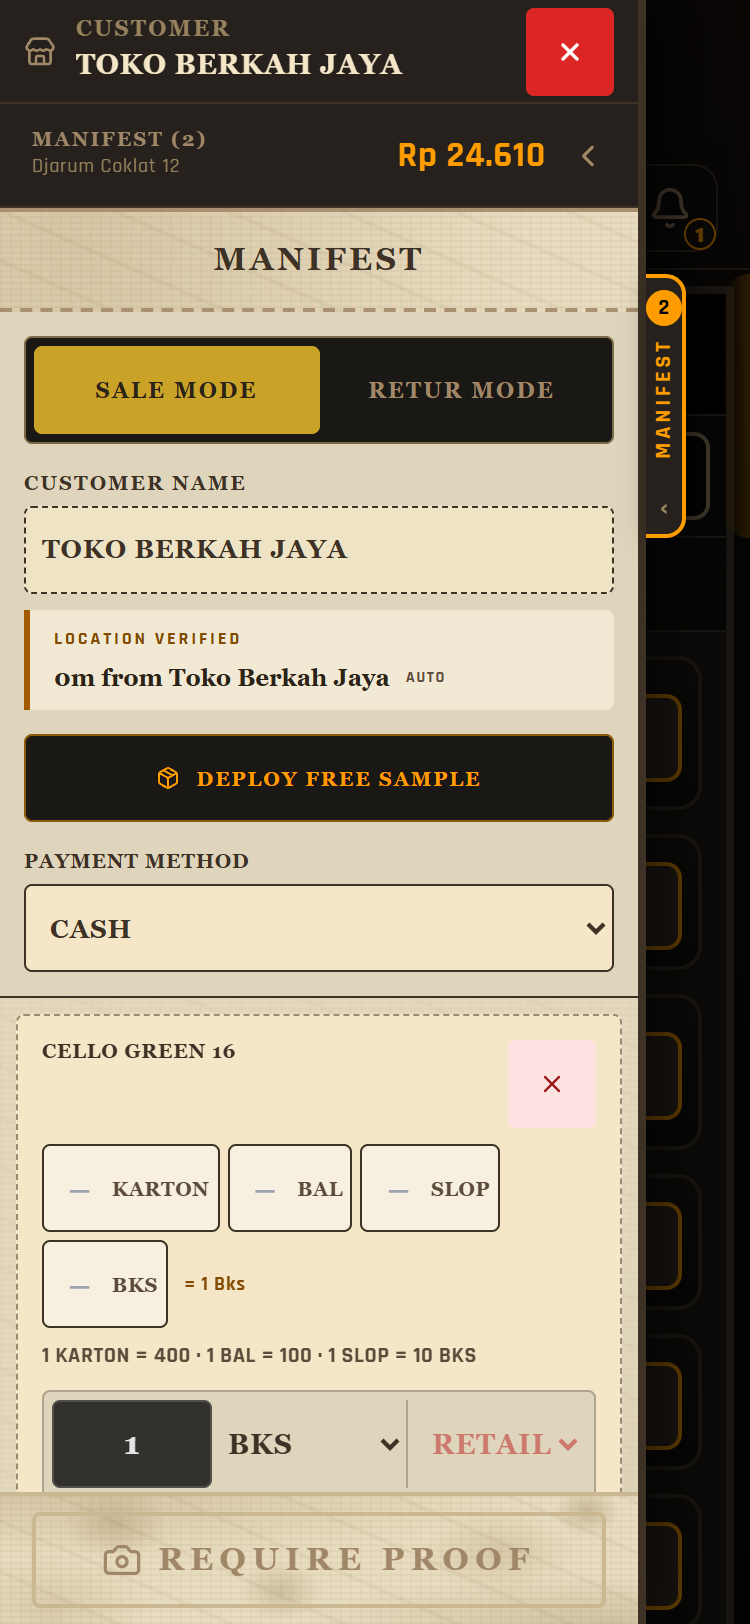 CUSTOMER
TOKO BERKAH JAYA
MANIFEST (2)
Djarum Coklat 12
Rp 24.610
1
MANIFEST
2
MANIFEST
SALE MODE
RETUR MODE
CUSTOMER NAME
TOKO BERKAH JAYA
LOCATION VERIFIED
0m from Toko Berkah Jaya AUTO
DEPLOY FREE SAMPLE
PAYMENT METHOD
CASH
CELLO GREEN 16
— KARTON — BAL — SLOP
— BKS = 1 Bks
1 KARTON = 400 · 1 BAL = 100 · 1 SLOP = 10 BKS
1 BKS RETAIL
REQUIRE PROOF